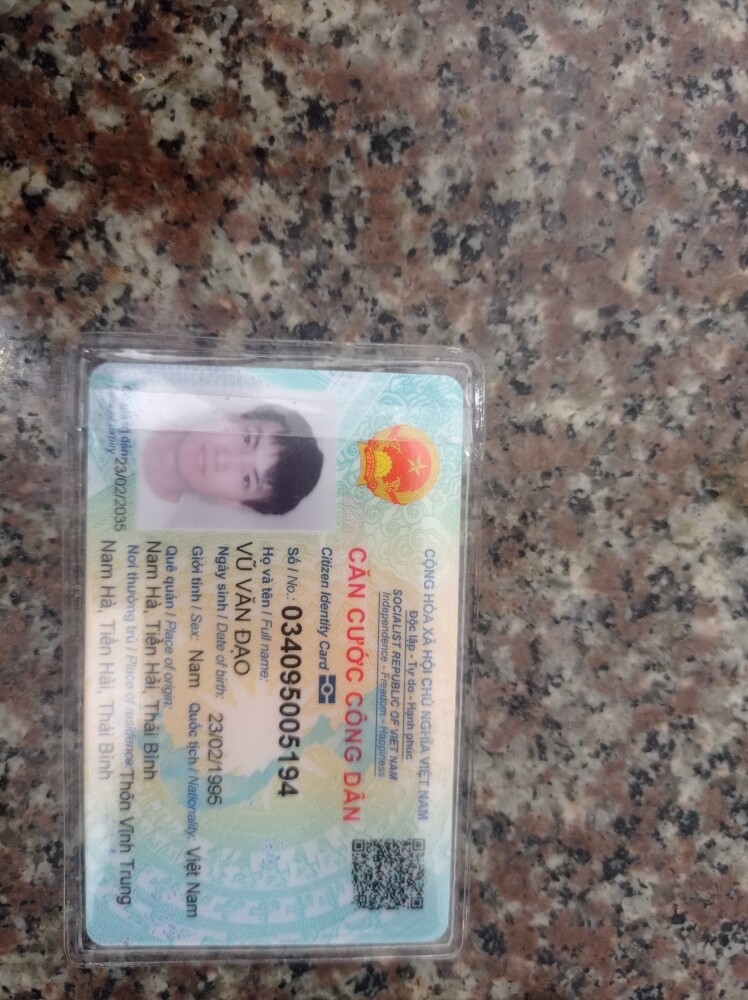 CỘNG HÒA XÃ HỘI CHỦ NGHĨA VIỆT NAM
Độc lập - Tự do - Hạnh phúc
SOCIALIST REPUBLIC OF VIET NAM
Independence - Freedom - Happiness
CĂN CƯỚC CÔNG DÂN
Citizen Identity Card
Số / No.: 034095005194
Họ và tên / Full name:
VŨ VĂN ĐẠO
Ngày sinh / Date of birth: 23/02/1995
Giới tính / Sex: Nam Quốc tịch / Nationality: Việt Nam
Quê quán / Place of origin:
Nam Hà, Tiền Hải, Thái Bình
Nơi thường trú / Place of residence: Thôn Vĩnh Trung
Nam Hà, Tiền Hải, Thái Bình
đến: 23/02/2035
expiry